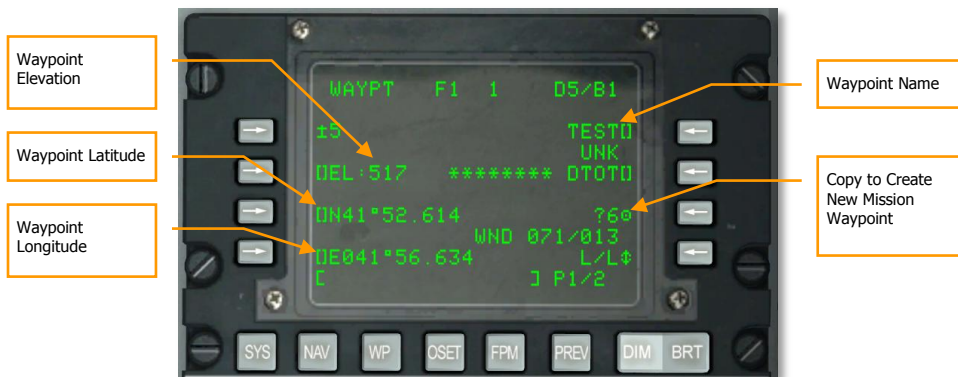 Waypoint
Elevation
Waypoint Latitude
Waypoint
Longitude
WAYPT F1 1 D5/B1
±5 TEST[]
UNK
[]EL:517 ******** DTOT[]
[]N41°52.614 ?6⊙
WND 071/013
[]E041°56.634 L/L↕
[ ] P1/2
Waypoint Name
Copy to Create
New Mission
Waypoint
SYS NAV WP OSET FPM PREV DIM BRT